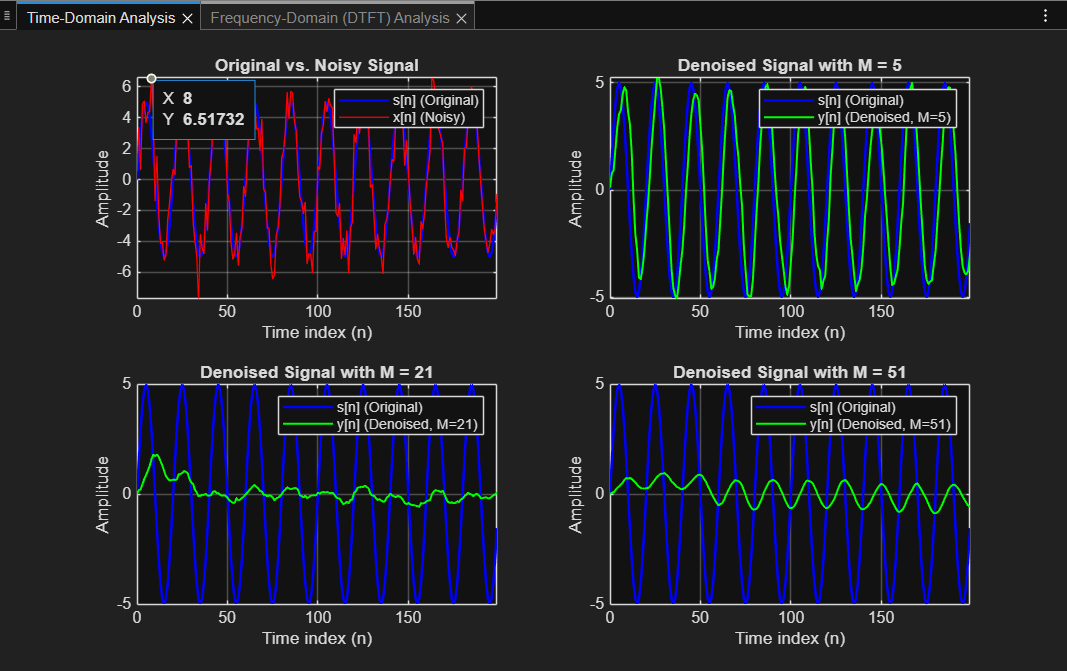 Time-Domain Analysis
Frequency-Domain (DTFT) Analysis
Original vs. Noisy Signal
X 8
Y 6.51732
s[n] (Original)
x[n] (Noisy)
6
4
2
0
-2
-4
-6
Amplitude
0 50 100 150
Time index (n)
Denoised Signal with M = 5
s[n] (Original)
y[n] (Denoised, M=5)
5
0
-5
Amplitude
0 50 100 150
Time index (n)
Denoised Signal with M = 21
s[n] (Original)
y[n] (Denoised, M=21)
5
0
-5
Amplitude
0 50 100 150
Time index (n)
Denoised Signal with M = 51
s[n] (Original)
y[n] (Denoised, M=51)
5
0
-5
Amplitude
0 50 100 150
Time index (n)